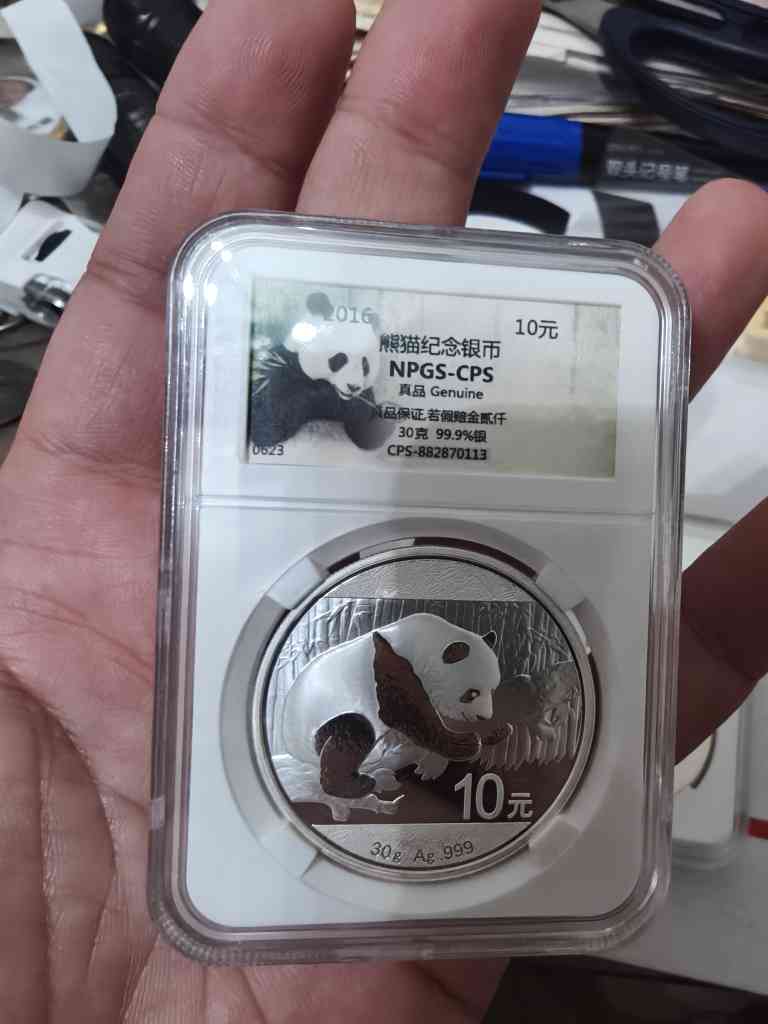 2016
10元
熊猫纪念银币
NPGS-CPS
真品 Genuine
品保证,若假赔金贰仟
30克 99.9%银
0623
CPS-882870113
10元
30g Ag .999